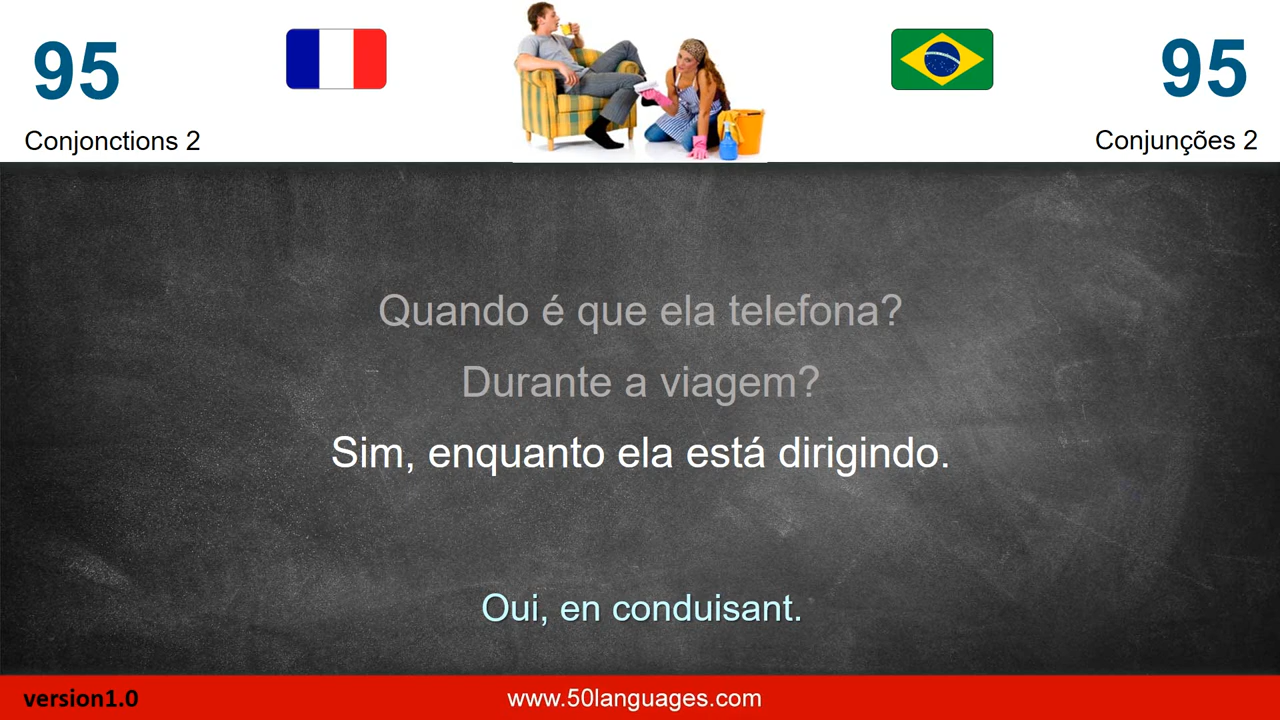 95
95
Conjonctions 2
Conjunções 2
Quando é que ela telefona?
Durante a viagem?
Sim, enquanto ela está dirigindo.
Oui, en conduisant.
version1.0
www.50languages.com